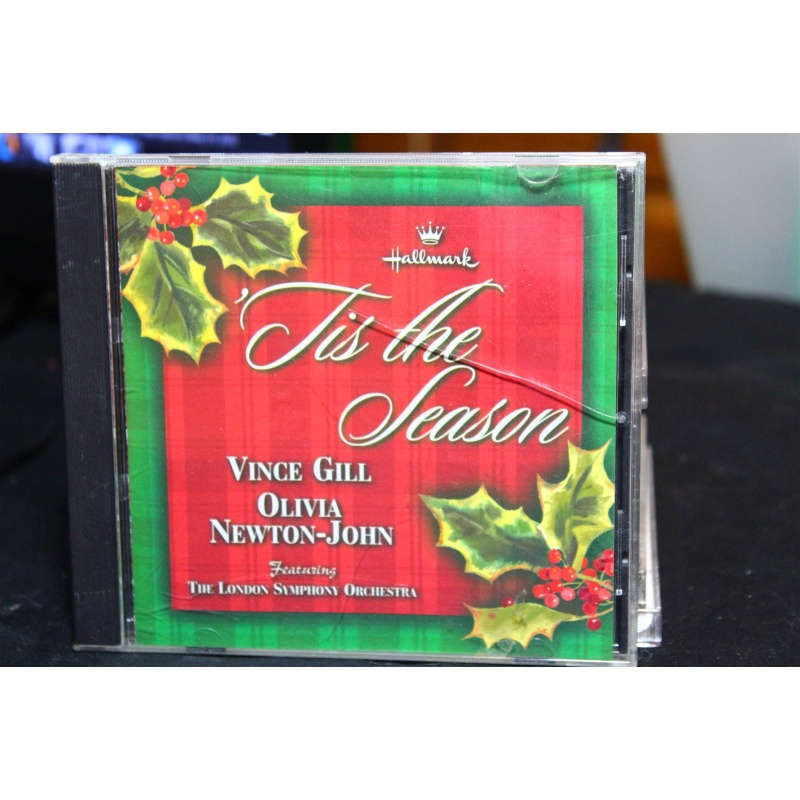 Hallmark
'Tis the
Season
Vince Gill
Olivia
Newton-John
Featuring
The London Symphony Orchestra